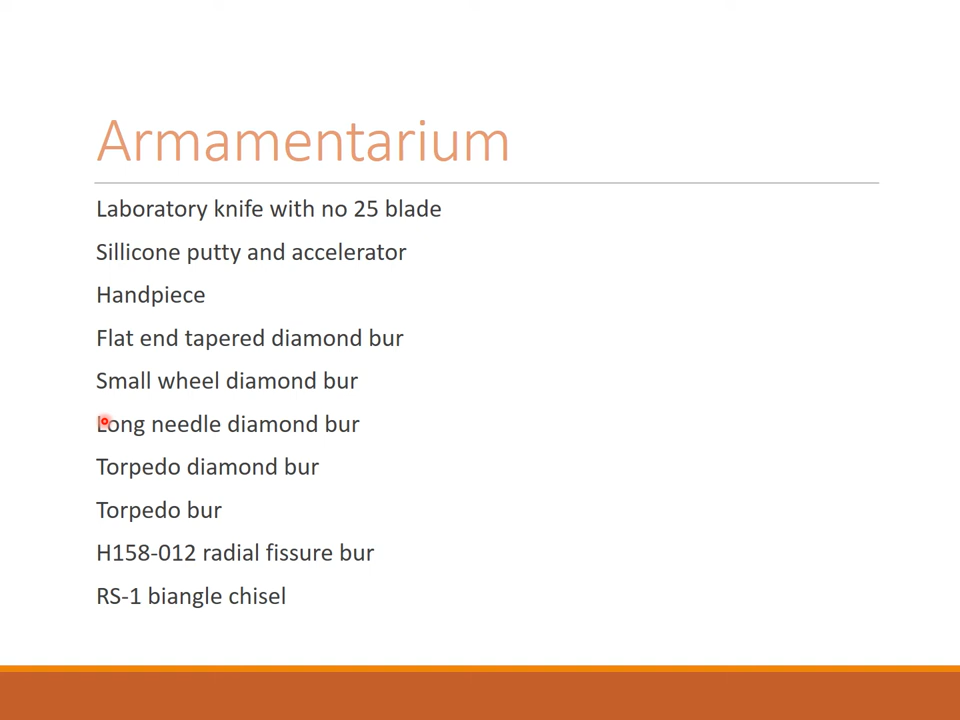 Armamentarium
Laboratory knife with no 25 blade
Sillicone putty and accelerator
Handpiece
Flat end tapered diamond bur
Small wheel diamond bur
Long needle diamond bur
Torpedo diamond bur
Torpedo bur
H158-012 radial fissure bur
RS-1 biangle chisel